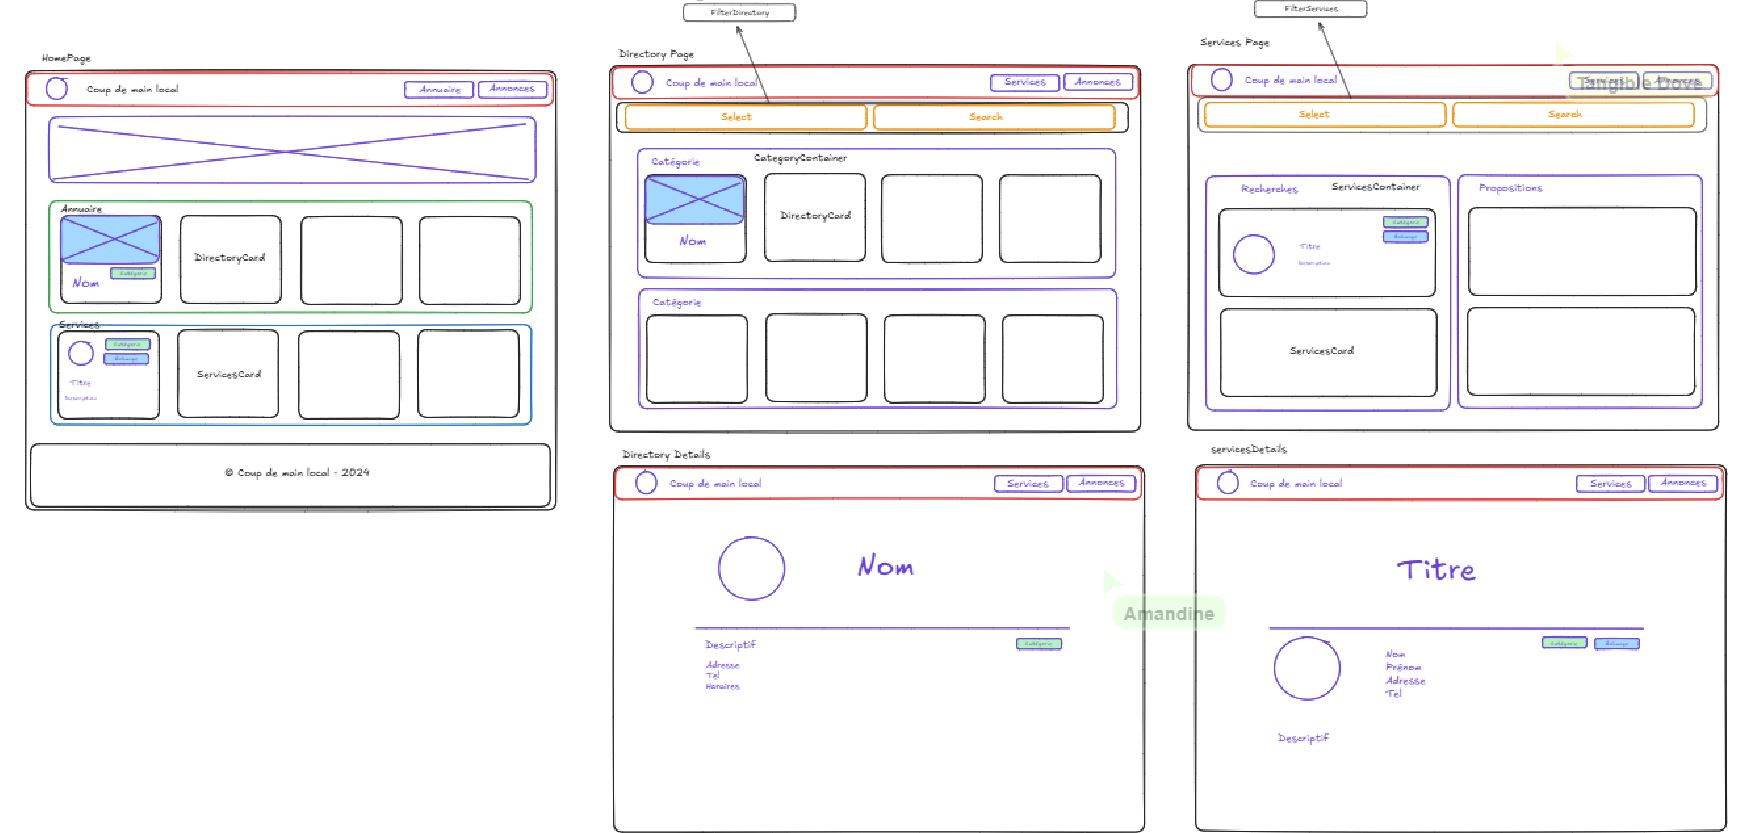 HomePage
Coup de main local
Annuaire
Annonces
Annuaire
Nom
Catégorie
DirectoryCard
Services
Catégorie
Echange
Titre
Description
ServicesCard
© Coup de main local - 2024
FilterDirectory
Directory Page
Coup de main local
Services
Annonces
Select
Search
Catégorie
CategoryContainer
Nom
DirectoryCard
Catégorie
Directory Details
Coup de main local
Services
Annonces
Nom
Descriptif
Catégorie
Adresse
Tel
Horaires
Amandine
FilterServices
Services Page
Coup de main local
Services
Annonces
Tangible Dove
Select
Search
Recherches
ServicesContainer
Propositions
Catégorie
Echange
Titre
Description
ServicesCard
servicesDetails
Coup de main local
Services
Annonces
Titre
Catégorie
Echange
Nom
Prénom
Adresse
Tel
Descriptif